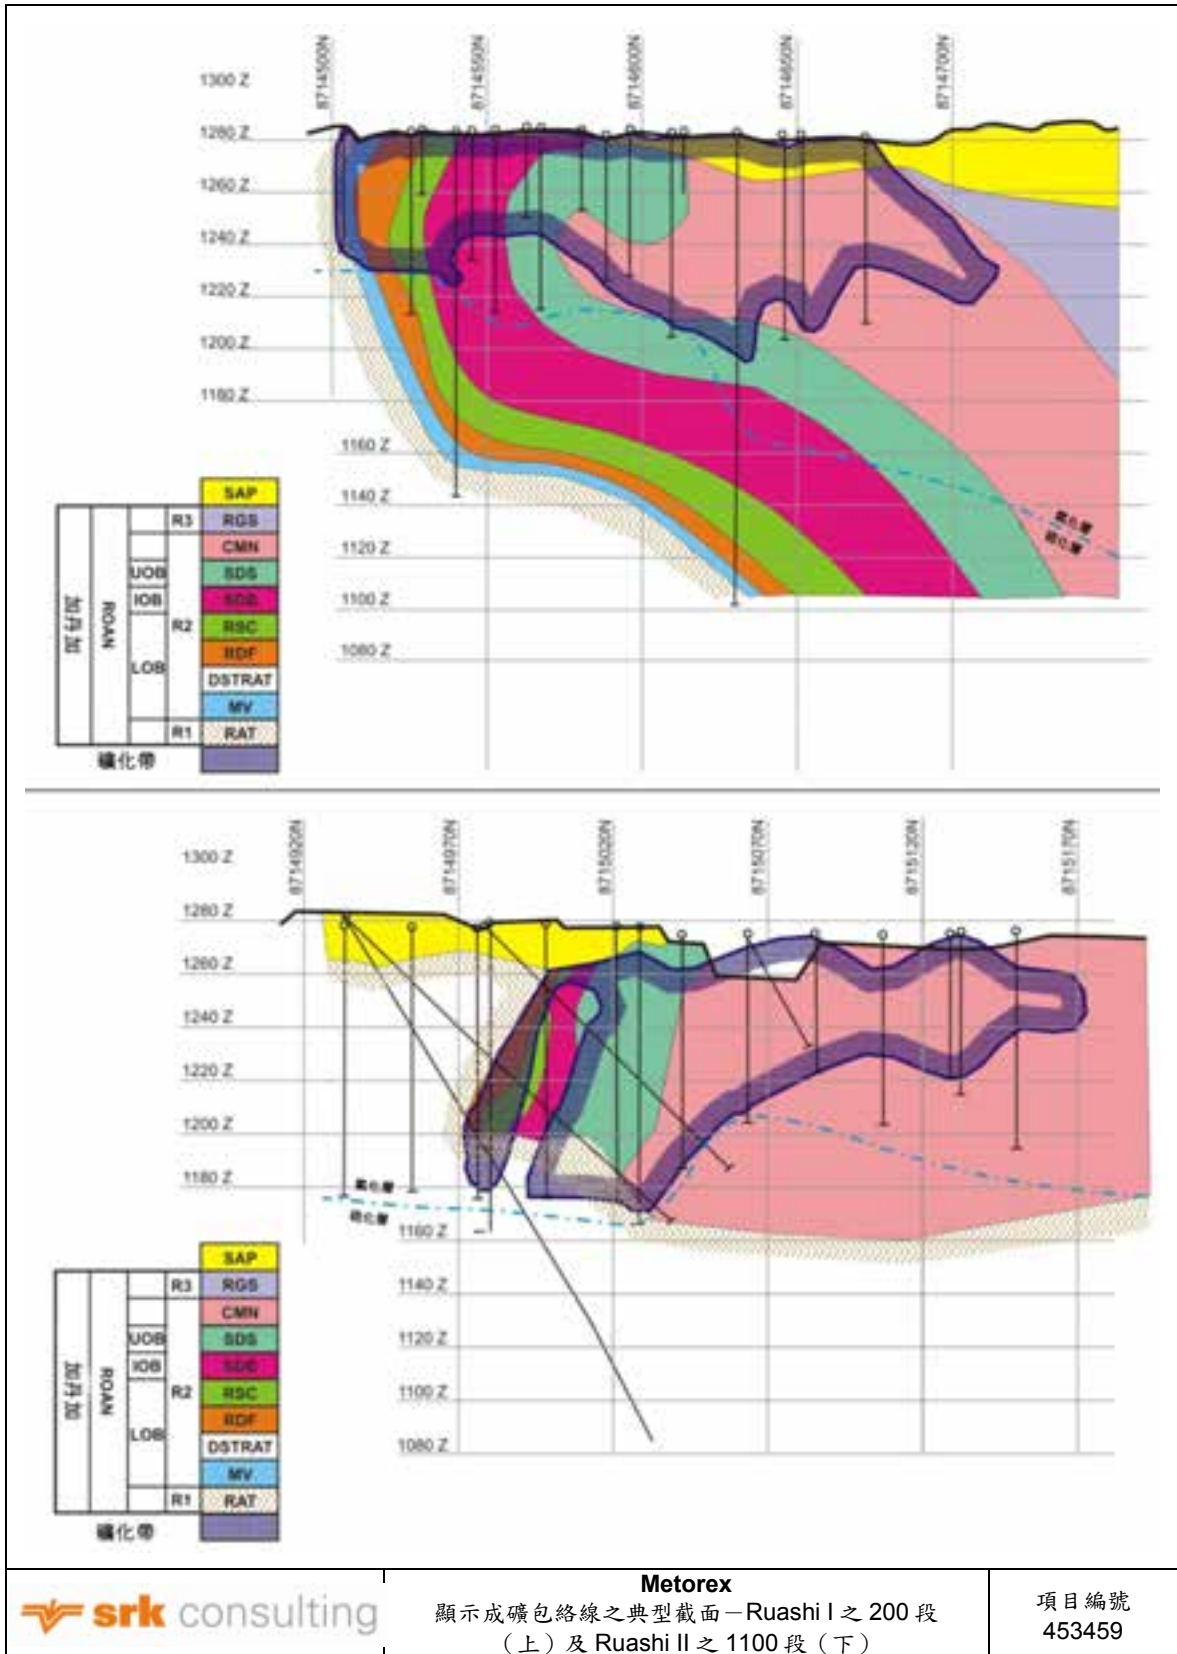 8714500N
8714550N
8714600N
8714650N
8714700N
1300 Z
1280 Z
1260 Z
1240 Z
1220 Z
1200 Z
1180 Z
1160 Z
1140 Z
1120 Z
1100 Z
1080 Z
氧化層
硫化層
SAP
R3 RGS
CMN
UOB SDS
IOB SDB
加丹加 ROAN R2 RSC
LOB RDF
DSTRAT
MV
R1 RAT
礦化帶
8714920N
8714970N
8715020N
8715070N
8715120N
8715170N
1300 Z
1280 Z
1260 Z
1240 Z
1220 Z
1200 Z
1180 Z
1160 Z
1140 Z
1120 Z
1100 Z
1080 Z
氧化層
硫化層
SAP
R3 RGS
CMN
UOB SDS
IOB SDB
加丹加 ROAN R2 RSC
LOB RDF
DSTRAT
MV
R1 RAT
礦化帶
srk consulting
Metorex
顯示成礦包絡線之典型截面－Ruashi I 之 200 段
（上）及 Ruashi II 之 1100 段（下）
項目編號
453459